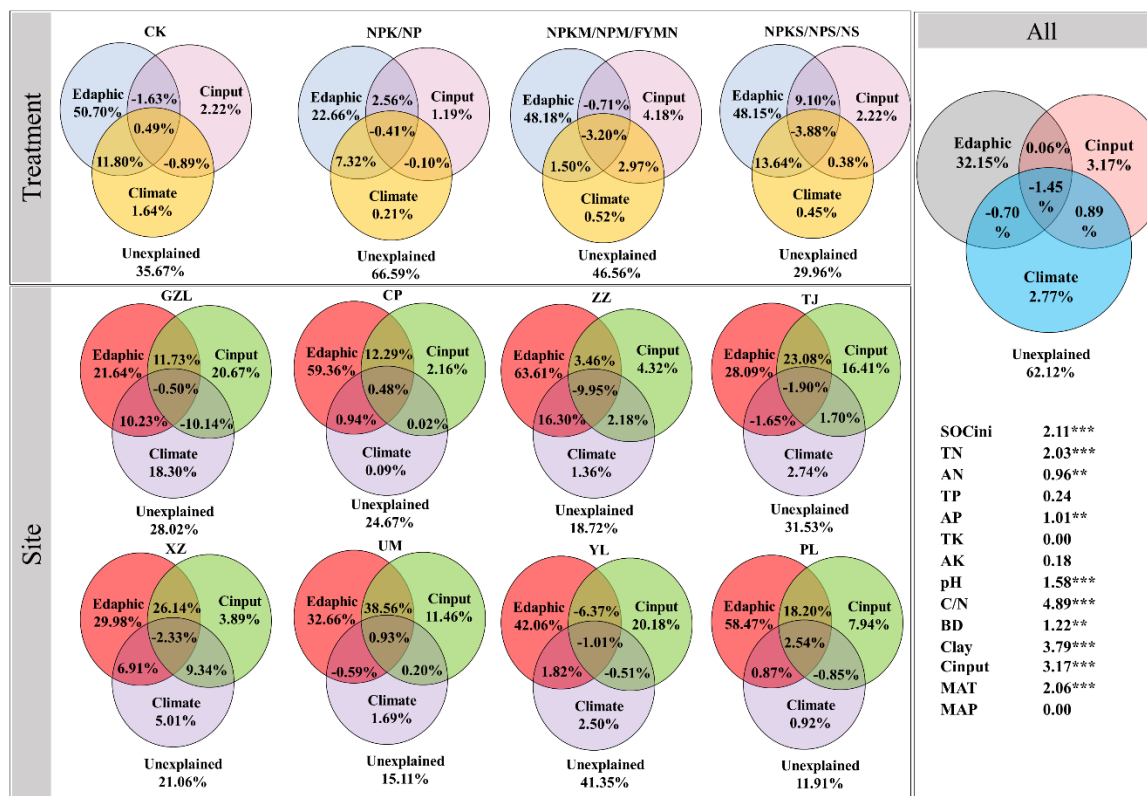 Treatment
CK
Edaphic
50.70%
-1.63%
Cinput
2.22%
0.49%
11.80%
-0.89%
Climate
1.64%
Unexplained
35.67%
NPK/NP
Edaphic
22.66%
2.56%
Cinput
1.19%
-0.41%
7.32%
-0.10%
Climate
0.21%
Unexplained
66.59%
NPKM/NPM/FYMN
Edaphic
48.18%
-0.71%
Cinput
4.18%
-3.20%
1.50%
2.97%
Climate
0.52%
Unexplained
46.56%
NPKS/NPS/NS
Edaphic
48.15%
9.10%
Cinput
2.22%
-3.88%
13.64%
0.38%
Climate
0.45%
Unexplained
29.96%
Site
GZL
Edaphic
21.64%
11.73%
Cinput
20.67%
-0.50%
10.23%
-10.14%
Climate
18.30%
Unexplained
28.02%
CP
Edaphic
59.36%
12.29%
Cinput
2.16%
0.48%
0.94%
0.02%
Climate
0.09%
Unexplained
24.67%
ZZ
Edaphic
63.61%
3.46%
Cinput
4.32%
-9.95%
16.30%
2.18%
Climate
1.36%
Unexplained
18.72%
TJ
Edaphic
28.09%
23.08%
Cinput
16.41%
-1.90%
-1.65%
1.70%
Climate
2.74%
Unexplained
31.53%
XZ
Edaphic
29.98%
26.14%
Cinput
3.89%
-2.33%
6.91%
9.34%
Climate
5.01%
Unexplained
21.06%
UM
Edaphic
32.66%
38.56%
Cinput
11.46%
0.93%
-0.59%
0.20%
Climate
1.69%
Unexplained
15.11%
YL
Edaphic
42.06%
-6.37%
Cinput
20.18%
-1.01%
1.82%
-0.51%
Climate
2.50%
Unexplained
41.35%
PL
Edaphic
58.47%
18.20%
Cinput
7.94%
2.54%
0.87%
-0.85%
Climate
0.92%
Unexplained
11.91%
All
Edaphic
32.15%
0.06%
Cinput
3.17%
-1.45
%
-0.70
%
0.89
%
Climate
2.77%
Unexplained
62.12%
SOCini 2.11***
TN 2.03***
AN 0.96**
TP 0.24
AP 1.01**
TK 0.00
AK 0.18
pH 1.58***
C/N 4.89***
BD 1.22**
Clay 3.79***
Cinput 3.17***
MAT 2.06***
MAP 0.00